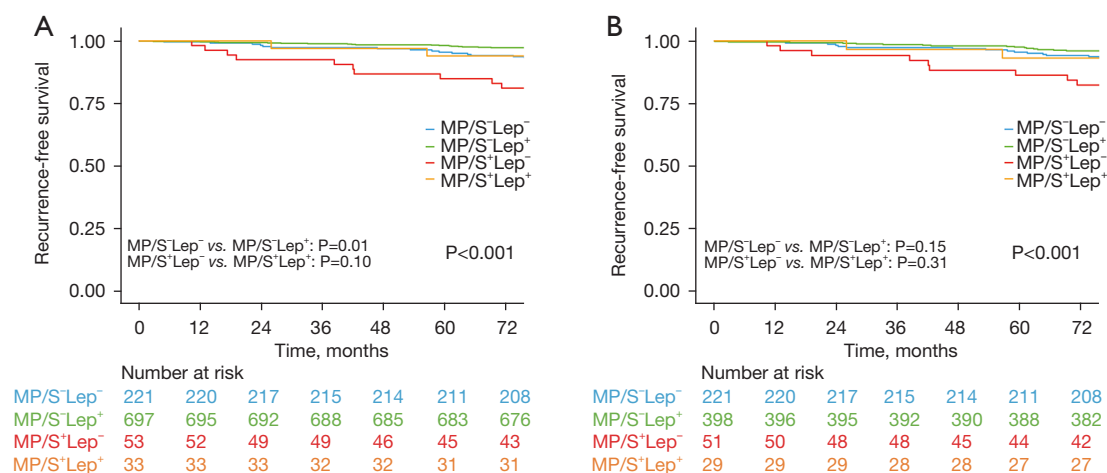 A
Recurrence-free survival
1.00
0.75
0.50
0.25
0.00
MP/S⁻Lep⁻
MP/S⁻Lep⁺
MP/S⁺Lep⁻
MP/S⁺Lep⁺
MP/S⁻Lep⁻ vs. MP/S⁻Lep⁺: P=0.01
MP/S⁺Lep⁻ vs. MP/S⁺Lep⁺: P=0.10
P<0.001
0 12 24 36 48 60 72
Time, months
Number at risk
MP/S⁻Lep⁻ 221 220 217 215 214 211 208
MP/S⁻Lep⁺ 697 695 692 688 685 683 676
MP/S⁺Lep⁻ 53 52 49 49 46 45 43
MP/S⁺Lep⁺ 33 33 33 32 32 31 31
B
Recurrence-free survival
1.00
0.75
0.50
0.25
0.00
MP/S⁻Lep⁻
MP/S⁻Lep⁺
MP/S⁺Lep⁻
MP/S⁺Lep⁺
MP/S⁻Lep⁻ vs. MP/S⁻Lep⁺: P=0.15
MP/S⁺Lep⁻ vs. MP/S⁺Lep⁺: P=0.31
P<0.001
0 12 24 36 48 60 72
Time, months
Number at risk
MP/S⁻Lep⁻ 221 220 217 215 214 211 208
MP/S⁻Lep⁺ 398 396 395 392 390 388 382
MP/S⁺Lep⁻ 51 50 48 48 45 44 42
MP/S⁺Lep⁺ 29 29 29 28 28 27 27